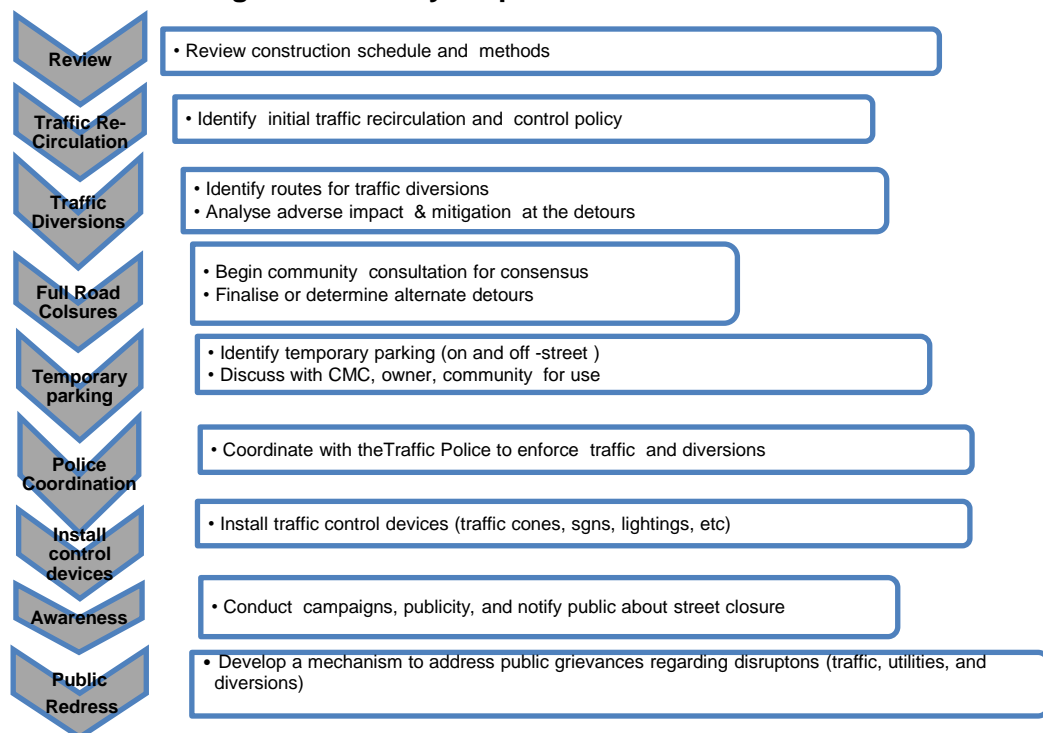 Review
• Review construction schedule and methods
Traffic Re-
Circulation
• Identify initial traffic recirculation and control policy
Traffic
Diversions
• Identify routes for traffic diversions
• Analyse adverse impact & mitigation at the detours
Full Road
Colsures
• Begin community consultation for consensus
• Finalise or determine alternate detours
Temporary
parking
• Identify temporary parking (on and off -street )
• Discuss with CMC, owner, community for use
Police
Coordination
• Coordinate with theTraffic Police to enforce traffic and diversions
Install
control
devices
• Install traffic control devices (traffic cones, sgns, lightings, etc)
Awareness
• Conduct campaigns, publicity, and notify public about street closure
Public
Redress
• Develop a mechanism to address public grievances regarding disruptons (traffic, utilities, and
diversions)